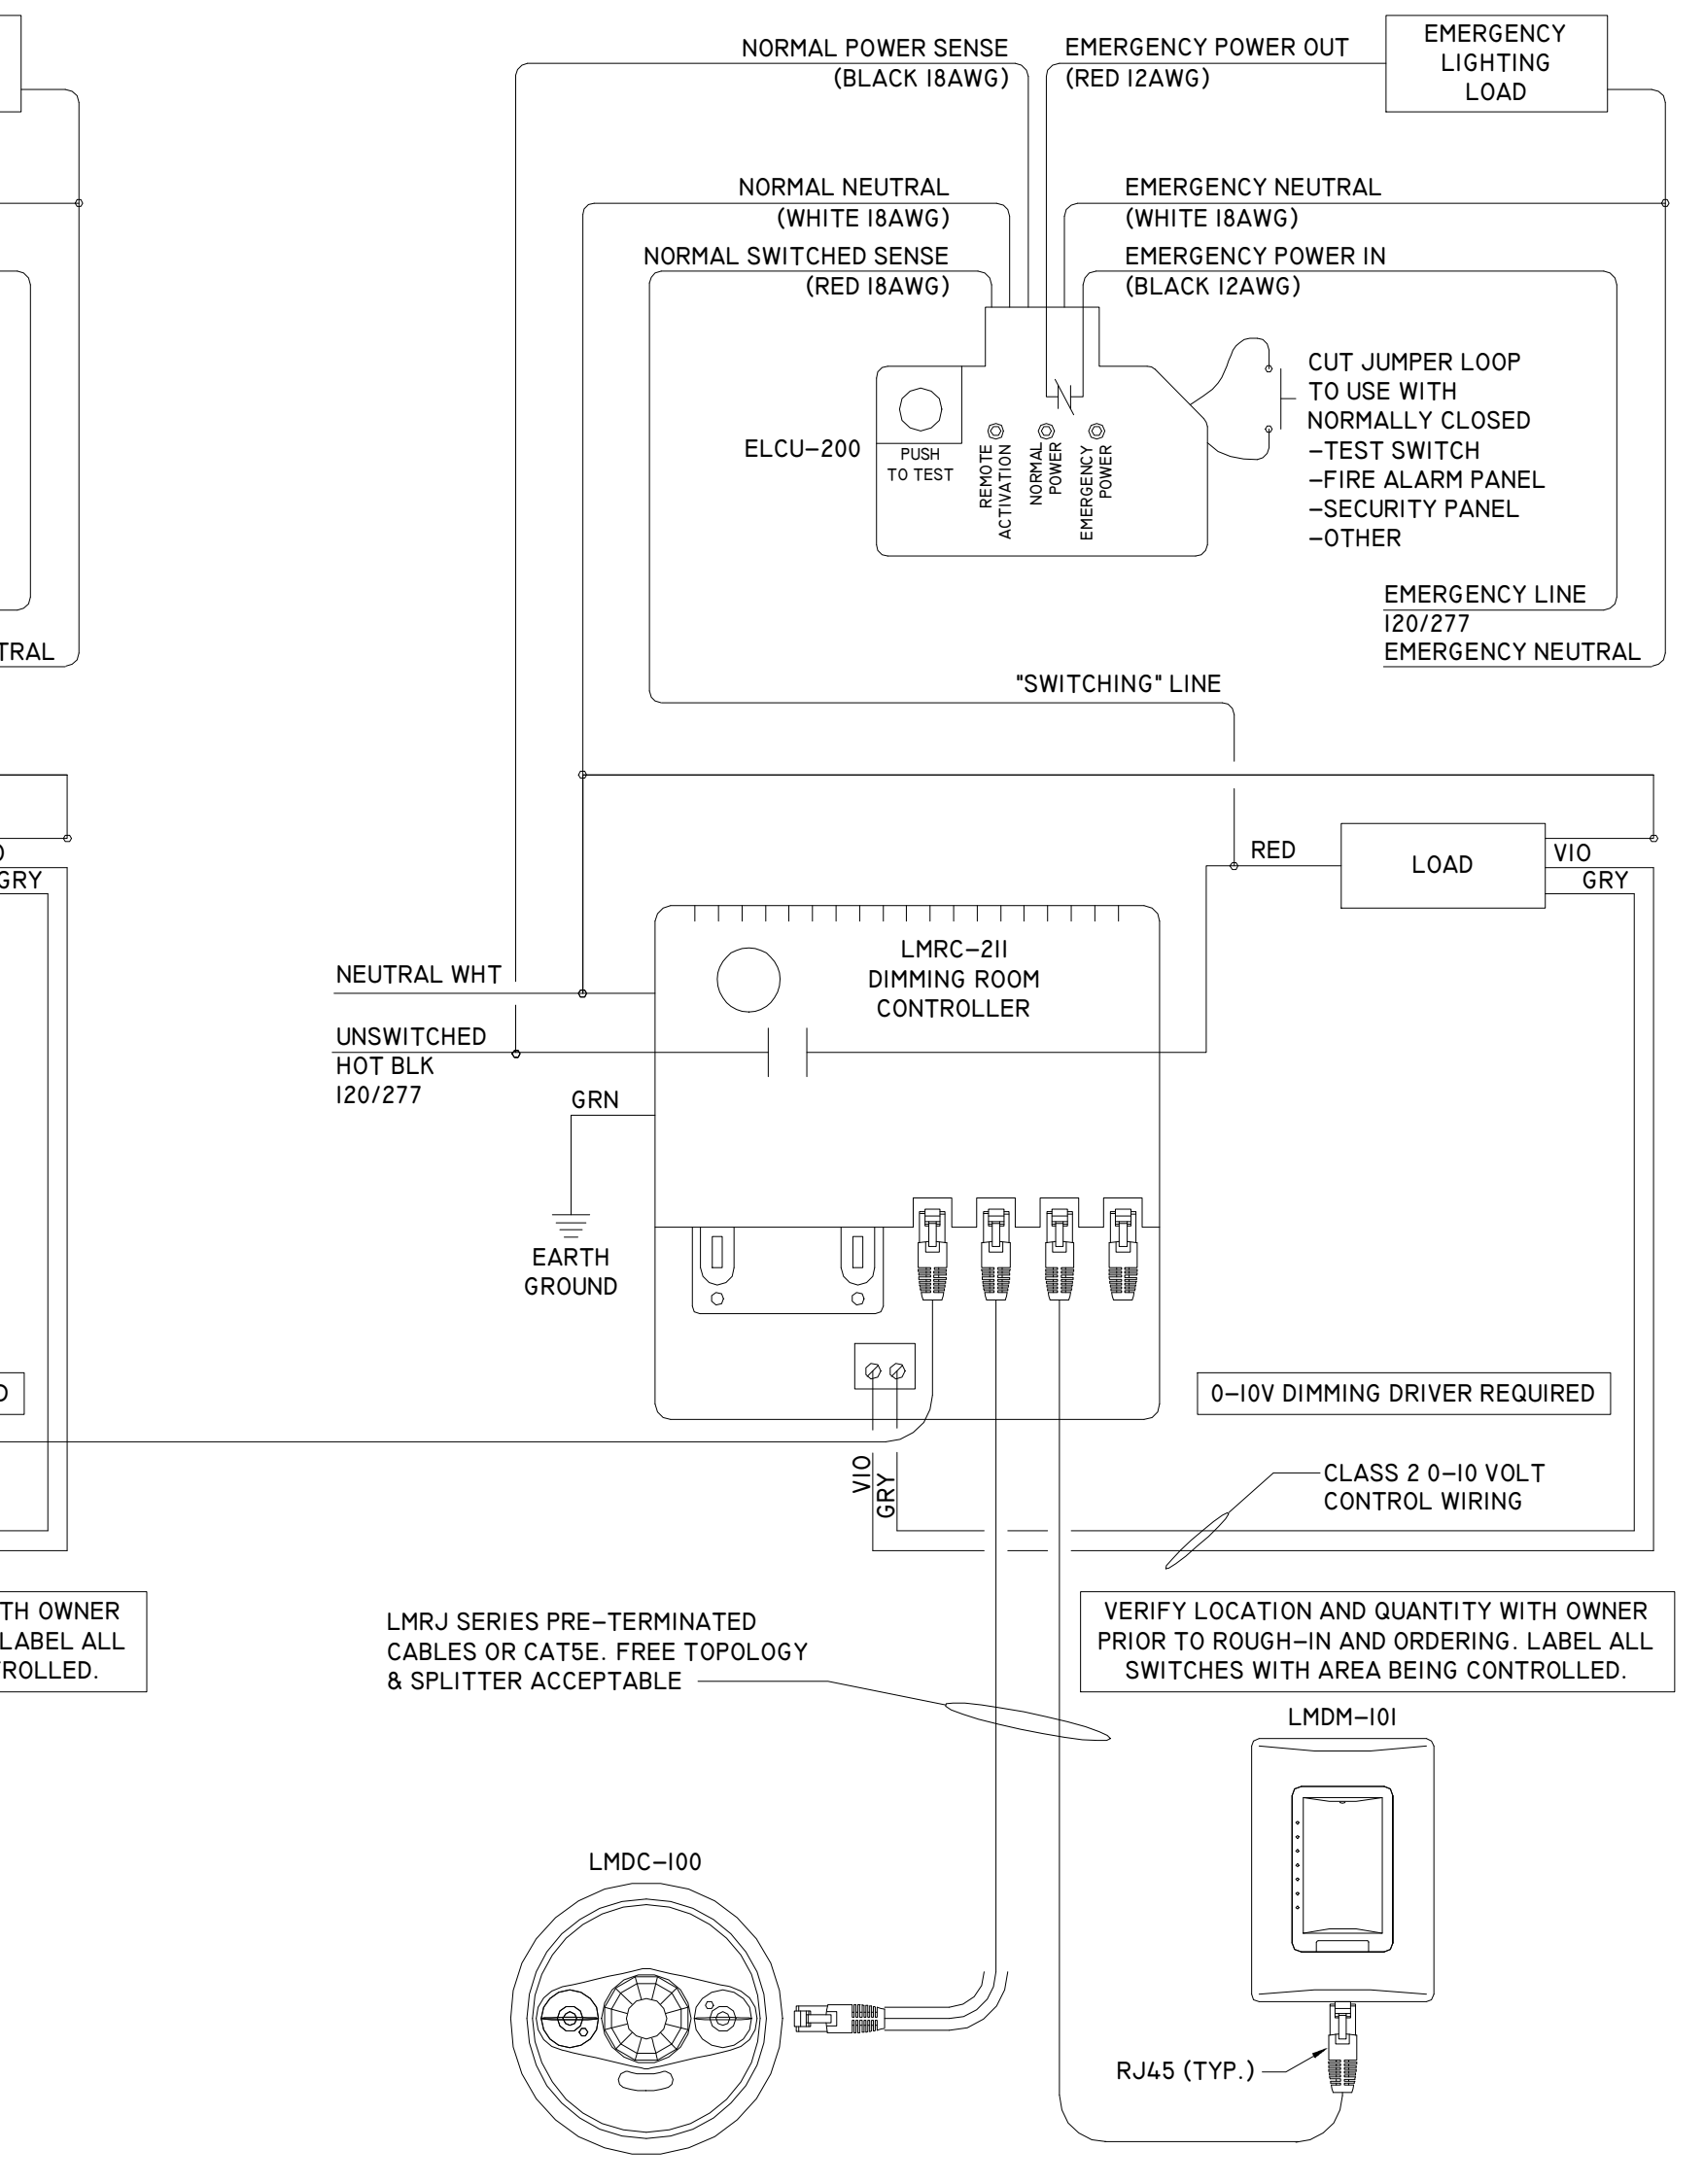 NORMAL POWER SENSE
(BLACK 18AWG)
EMERGENCY POWER OUT
(RED 12AWG)
EMERGENCY
LIGHTING
LOAD
NORMAL NEUTRAL
(WHITE 18AWG)
EMERGENCY NEUTRAL
(WHITE 18AWG)
NORMAL SWITCHED SENSE
(RED 18AWG)
EMERGENCY POWER IN
(BLACK 12AWG)
ELCU-200
PUSH
TO TEST
REMOTE
ACTIVATION
NORMAL
POWER
EMERGENCY
POWER
CUT JUMPER LOOP
TO USE WITH
NORMALLY CLOSED
-TEST SWITCH
-FIRE ALARM PANEL
-SECURITY PANEL
-OTHER
EMERGENCY LINE
120/277
EMERGENCY NEUTRAL
TRAL
"SWITCHING" LINE
GRY
RED
LOAD
VIO
GRY
LMRC-211
DIMMING ROOM
CONTROLLER
NEUTRAL WHT
UNSWITCHED
HOT BLK
120/277
GRN
EARTH
GROUND
0-10V DIMMING DRIVER REQUIRED
VIO
GRY
CLASS 2 0-10 VOLT
CONTROL WIRING
TH OWNER
LABEL ALL
TROLLED.
LMRJ SERIES PRE-TERMINATED
CABLES OR CAT5E. FREE TOPOLOGY
& SPLITTER ACCEPTABLE
VERIFY LOCATION AND QUANTITY WITH OWNER
PRIOR TO ROUGH-IN AND ORDERING. LABEL ALL
SWITCHES WITH AREA BEING CONTROLLED.
LMDM-101
LMDC-100
RJ45 (TYP.)